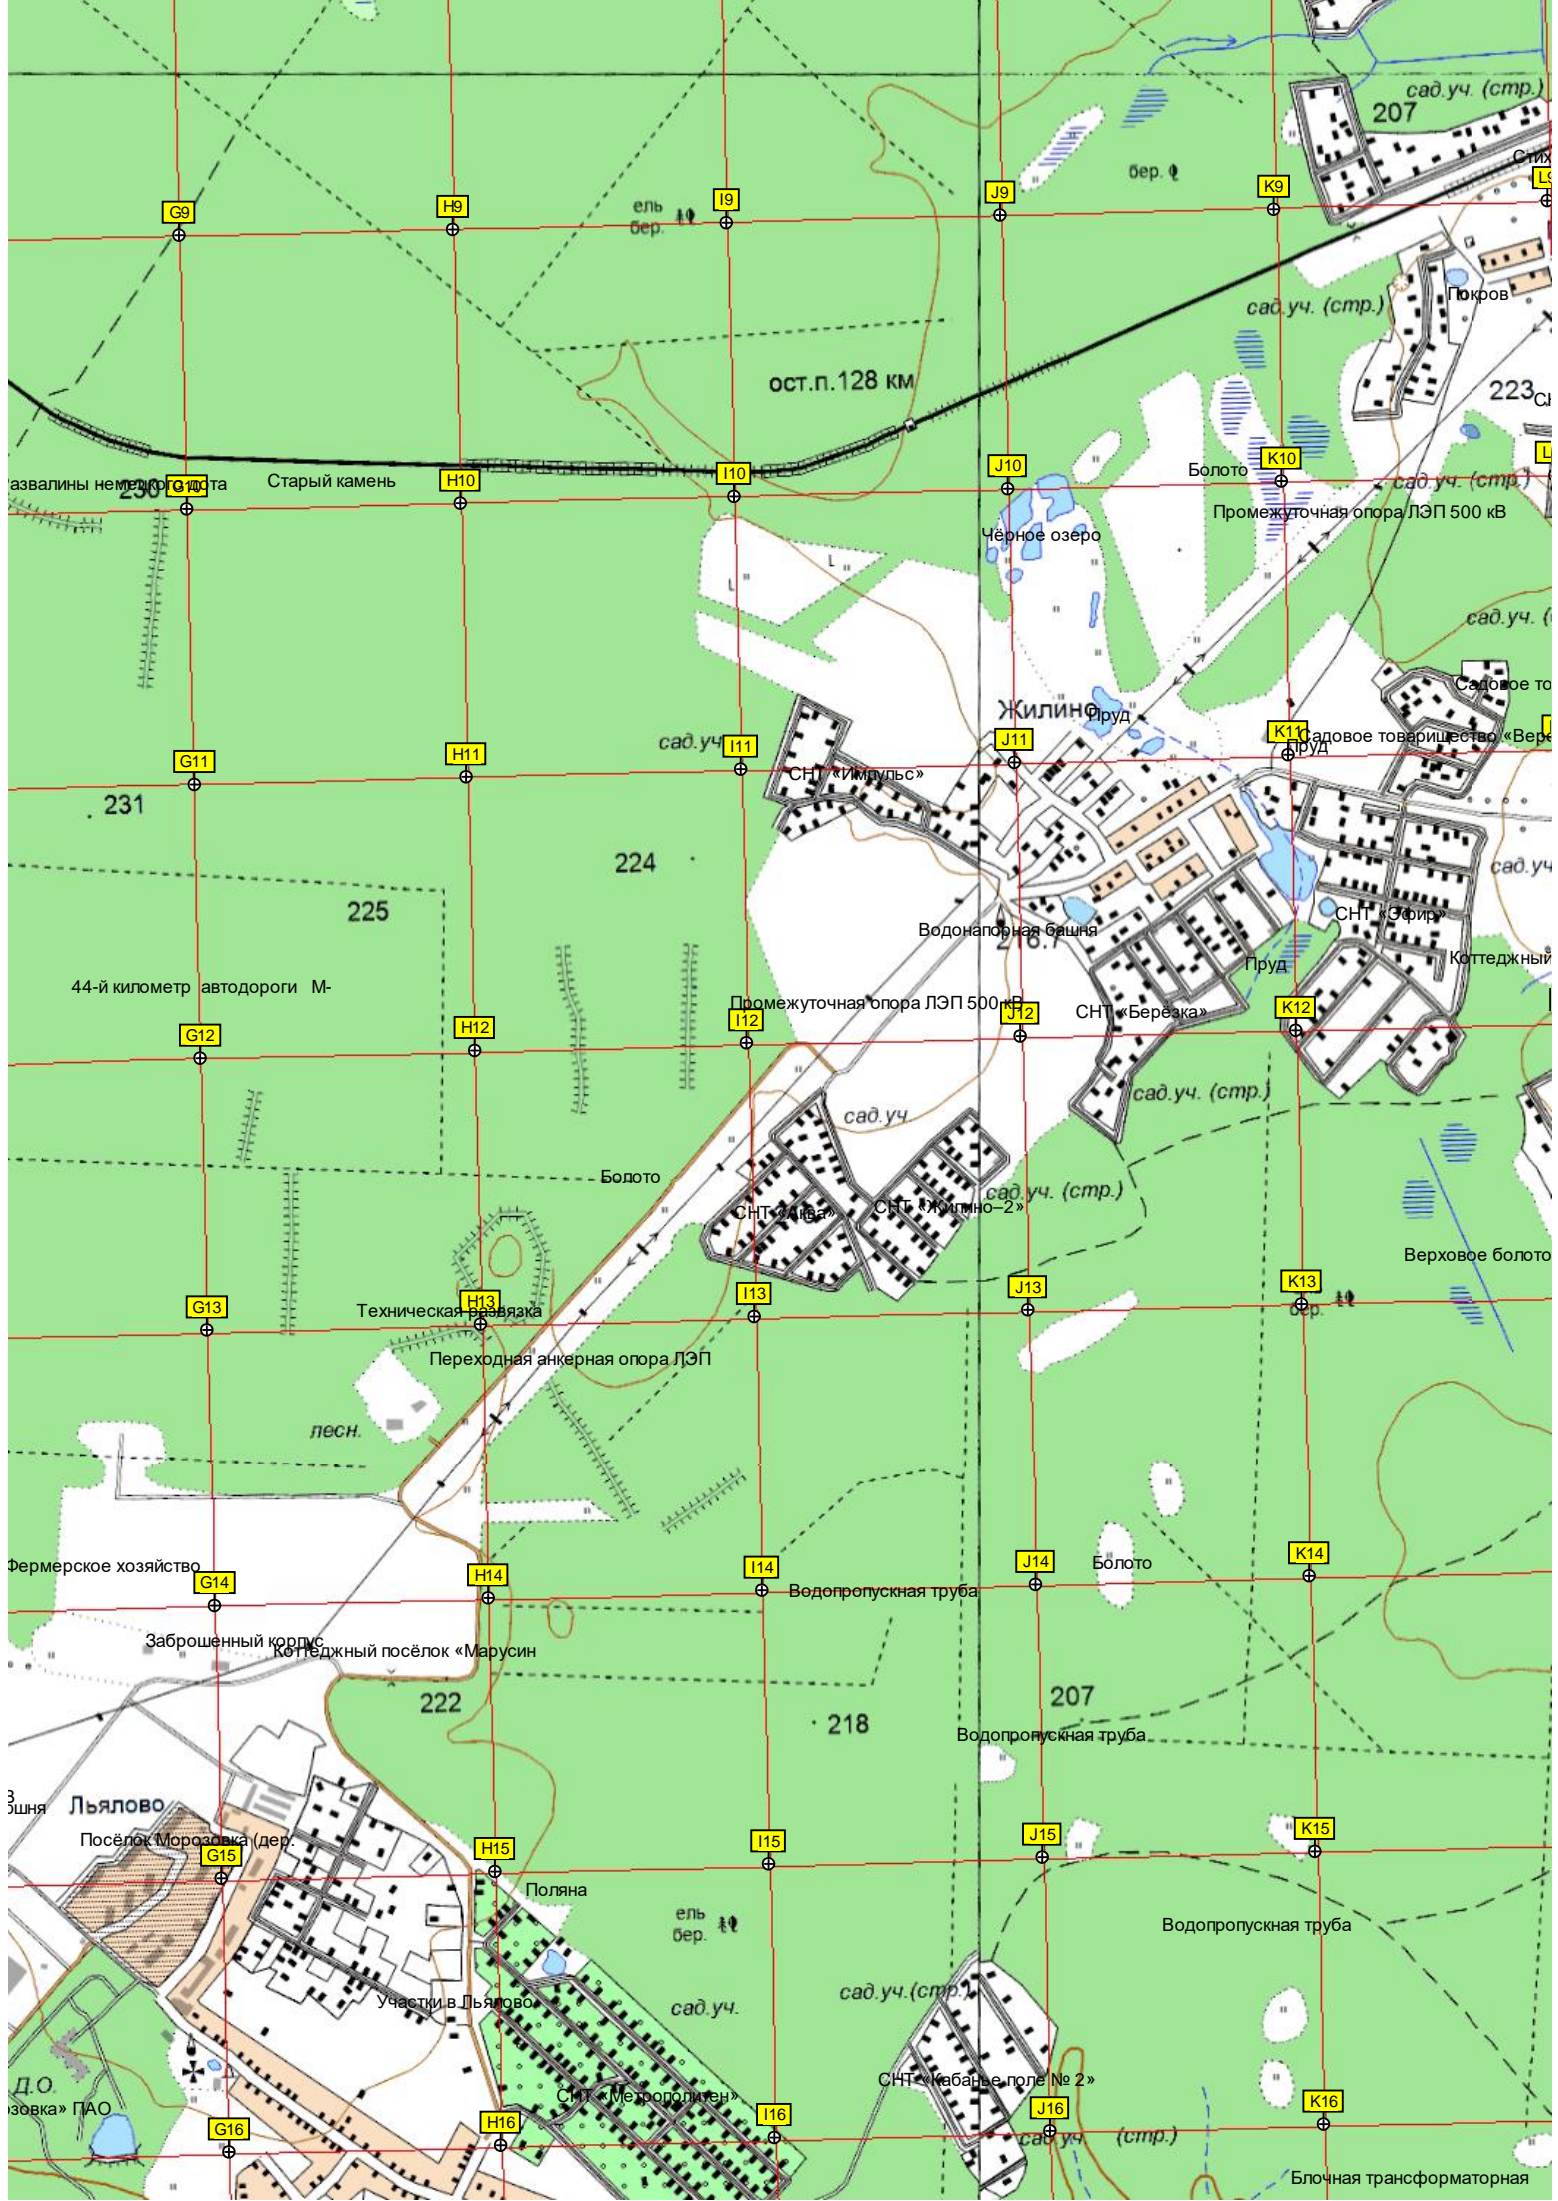 сад.уч. (стр.)
207
бер.
K9
J9
I9
H9
G9
ель
бер.
сад.уч. (стр.)
Покров
ост.п.128 км
223
K10
J10
I10
H10
G10
Болото
сад.уч. (стр.)
Старый камень
230
Промежуточная опора ЛЭП 500 кВ
Чёрное озеро
L
L
сад.уч.
Садовое то
Жилино
Пруд
K11
Садовое товарищество «Вер
Пруд
J11
I11
сад.уч
H11
G11
СНТ «Импульс»
231
224
сад.уч
225
СНТ «Эфир»
Водонапорная башня
Коттеджный
Пруд
44-й километр автодороги М-
Промежуточная опора ЛЭП 500 кВ
СНТ «Берёзка»
K12
J12
I12
H12
G12
сад.уч. (стр.)
сад.уч.
Болото
сад.уч. (стр.)
СНТ «Аква»
СНТ «Жилино–2»
Верховое болото
K13
J13
I13
H13
G13
бер.
Техническая развязка
Переходная анкерная опора ЛЭП
лесн.
K14
J14
I14
H14
G14
Болото
Фермерское хозяйство
Водопропускная труба
Заброшенный корпус
Коттеджный посёлок «Марусин
222
207
218
Водопропускная труба
Льялово
Посёлок Морозовка (дер.
K15
J15
I15
H15
G15
Поляна
ель
бер.
Водопропускная труба
сад.уч.(стр.)
Участки в Льялово
сад.уч.
Д.О.
СНТ «Кабанье поле № 2»
СНТ «Метрополитен»
ПАО
K16
J16
I16
H16
G16
сад.уч. (стр.)
Блочная трансформаторная